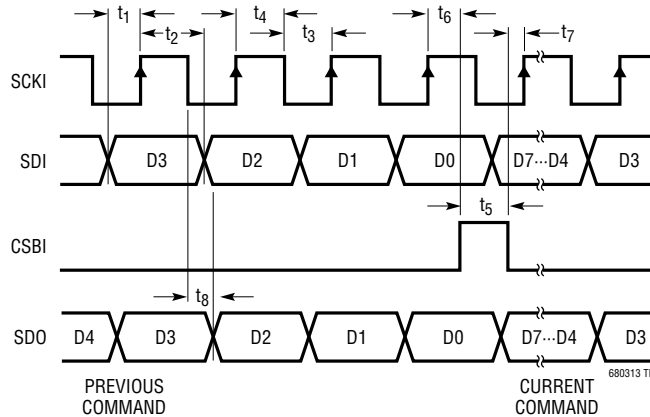 t1 t2 t4 t3 t6 t7
SCKI
SDI D3 D2 D1 D0 D7···D4 D3
t5
CSBI
t8
SDO D4 D3 D2 D1 D0 D7···D4 D3
680313
PREVIOUS COMMAND
CURRENT COMMAND